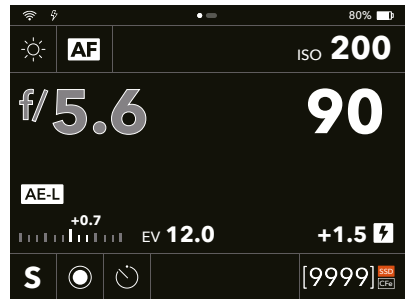 80%
AF
ISO 200
f/5.6
90
AE-L
+0.7
EV 12.0
+1.5
S
[9999] SSD
CFe